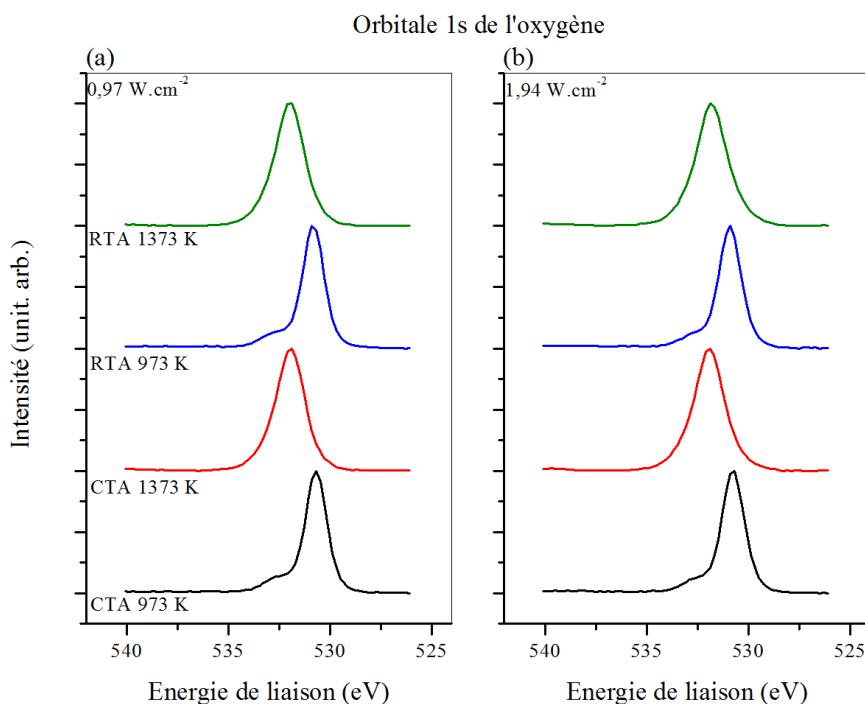 Orbitale 1s de l'oxygène
(a)
(b)
0,97 W.cm⁻²
1,94 W.cm⁻²
Intensité (unit. arb.)
RTA 1373 K
RTA 973 K
CTA 1373 K
CTA 973 K
540 535 530 525
540 535 530 525
Energie de liaison (eV)
Energie de liaison (eV)